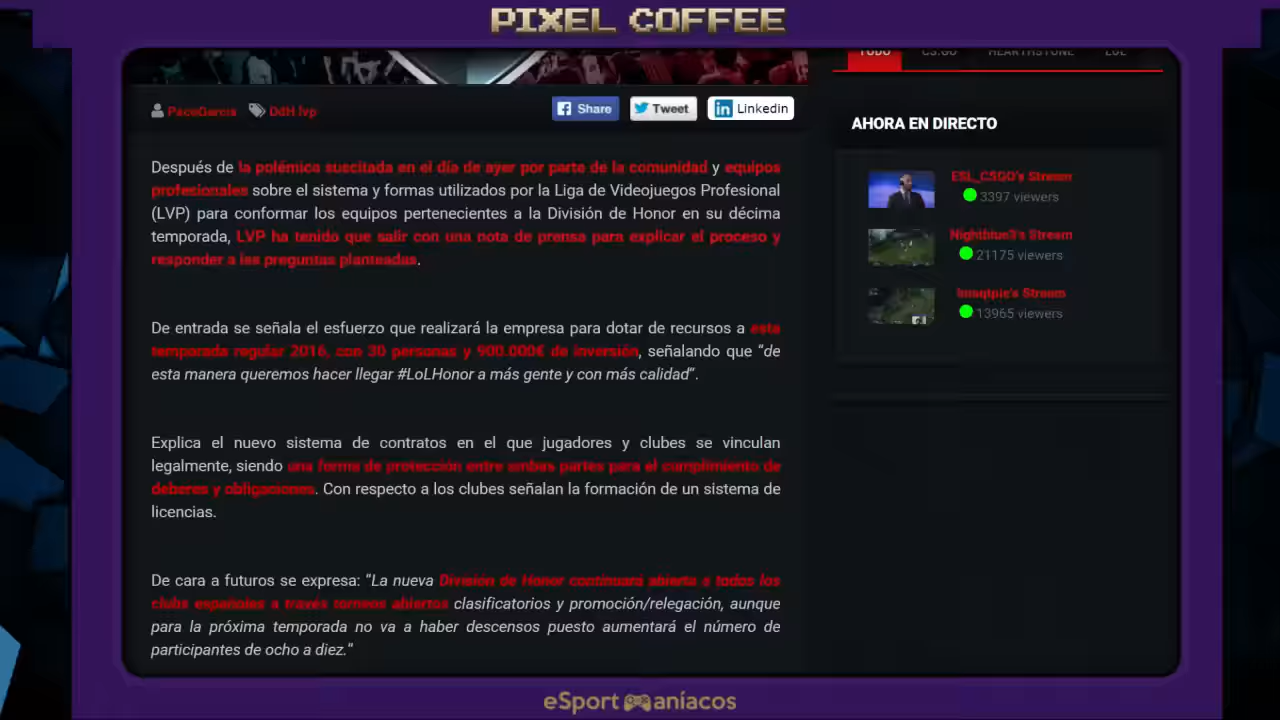 PIXEL COFFEE
TODO CS:GO HEARTHSTONE LOL
PacoGarcia DdH lvp
Share Tweet Linkedin
AHORA EN DIRECTO
Después de la polémica suscitada en el día de ayer por parte de la comunidad y equipos
profesionales sobre el sistema y formas utilizados por la Liga de Videojuegos Profesional
(LVP) para conformar los equipos pertenecientes a la División de Honor en su décima
temporada, LVP ha tenido que salir con una nota de prensa para explicar el proceso y
responder a las preguntas planteadas.
ESL_CSGO's Stream
3397 viewers
Nightblue3's Stream
21175 viewers
Imaqtpie's Stream
13965 viewers
De entrada se señala el esfuerzo que realizará la empresa para dotar de recursos a esta
temporada regular 2016, con 30 personas y 900.000€ de inversión, señalando que “de
esta manera queremos hacer llegar #LoLHonor a más gente y con más calidad”.
Explica el nuevo sistema de contratos en el que jugadores y clubes se vinculan
legalmente, siendo una forma de protección entre ambas partes para el cumplimiento de
deberes y obligaciones. Con respecto a los clubes señalan la formación de un sistema de
licencias.
De cara a futuros se expresa: “La nueva División de Honor continuará abierta a todos los
clubs españoles a través torneos abiertos clasificatorios y promoción/relegación, aunque
para la próxima temporada no va a haber descensos puesto aumentará el número de
participantes de ocho a diez.”
eSport maníacos